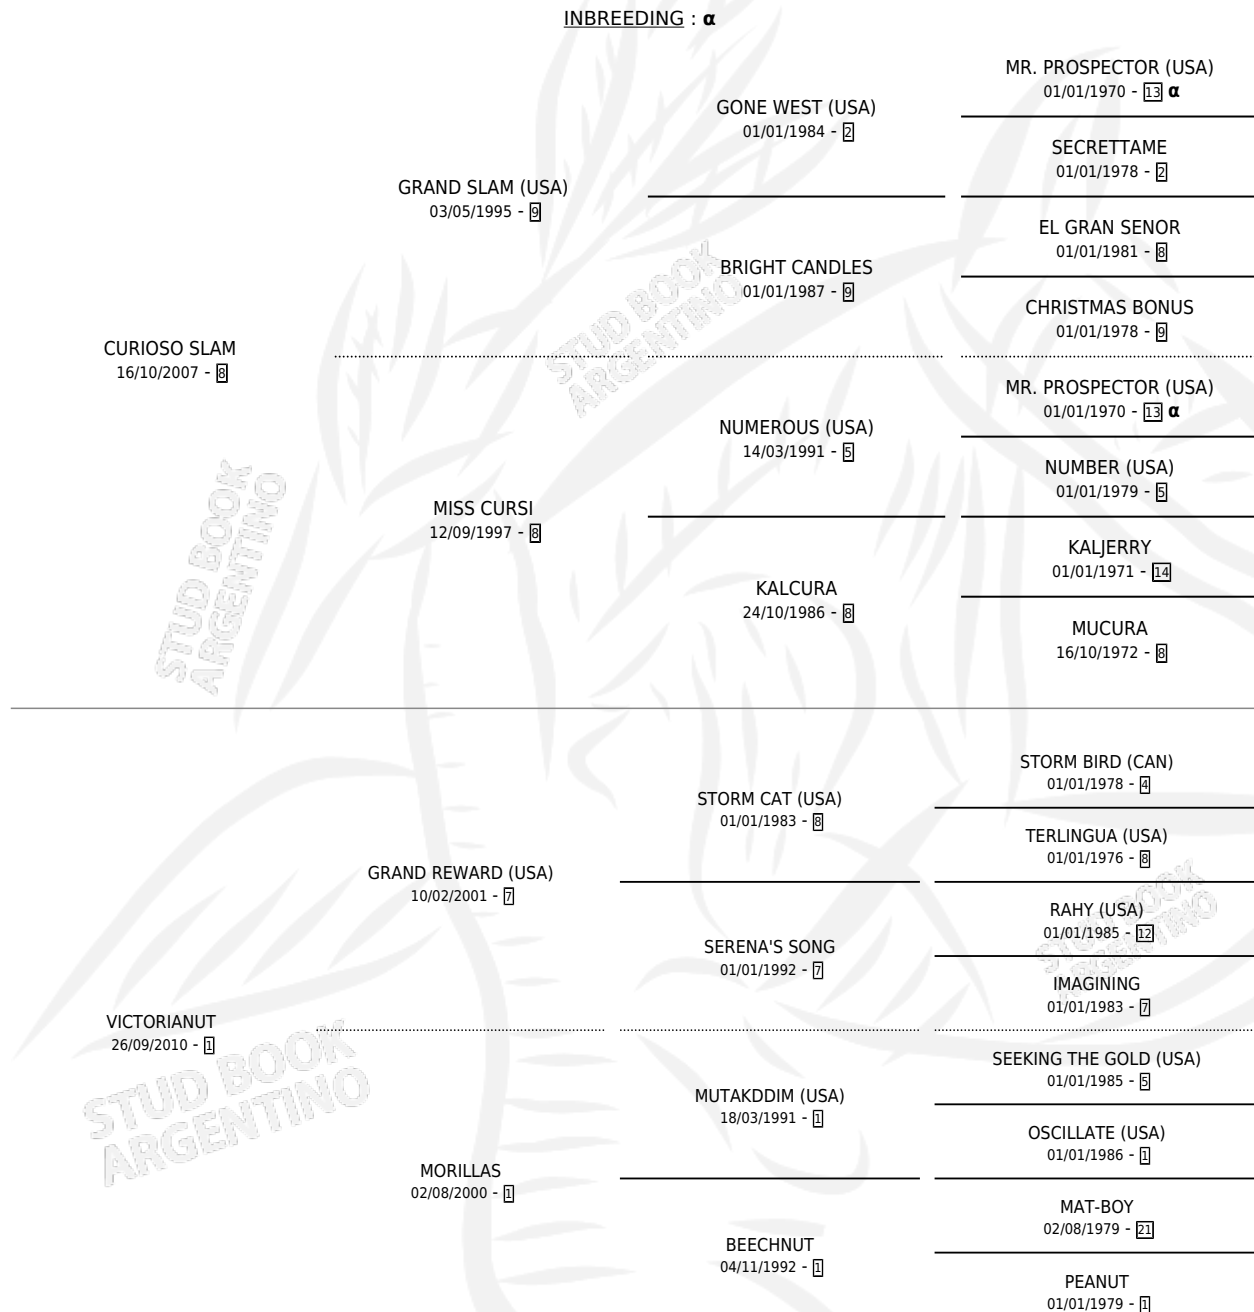 INBREEDING : α
MR. PROSPECTOR (USA)
01/01/1970 - 13 α
GONE WEST (USA)
01/01/1984 - 2
SECRETTAME
01/01/1978 - 2
GRAND SLAM (USA)
03/05/1995 - 9
EL GRAN SENOR
01/01/1981 - 8
BRIGHT CANDLES
01/01/1987 - 9
CHRISTMAS BONUS
01/01/1978 - 9
CURIOSO SLAM
16/10/2007 - 8
MR. PROSPECTOR (USA)
01/01/1970 - 13 α
NUMEROUS (USA)
14/03/1991 - 5
NUMBER (USA)
01/01/1979 - 5
MISS CURSI
12/09/1997 - 8
KALJERRY
01/01/1971 - 14
KALCURA
24/10/1986 - 8
MUCURA
16/10/1972 - 8
STORM BIRD (CAN)
01/01/1978 - 4
STORM CAT (USA)
01/01/1983 - 8
TERLINGUA (USA)
01/01/1976 - 8
GRAND REWARD (USA)
10/02/2001 - 7
RAHY (USA)
01/01/1985 - 12
SERENA'S SONG
01/01/1992 - 7
IMAGINING
01/01/1983 - 7
VICTORIANUT
26/09/2010 - 1
SEEKING THE GOLD (USA)
01/01/1985 - 5
MUTAKDDIM (USA)
18/03/1991 - 1
OSCILLATE (USA)
01/01/1986 - 1
MORILLAS
02/08/2000 - 1
MAT-BOY
02/08/1979 - 21
BEECHNUT
04/11/1992 - 1
PEANUT
01/01/1979 - 1
STUD BOOK
ARGENTINO
STUD BOOK
ARGENTINO
STUD BOOK
ARGENTINO
STUD BOOK
ARGENTINO